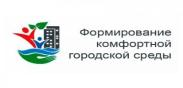 Формирование
комфортной
городской среды